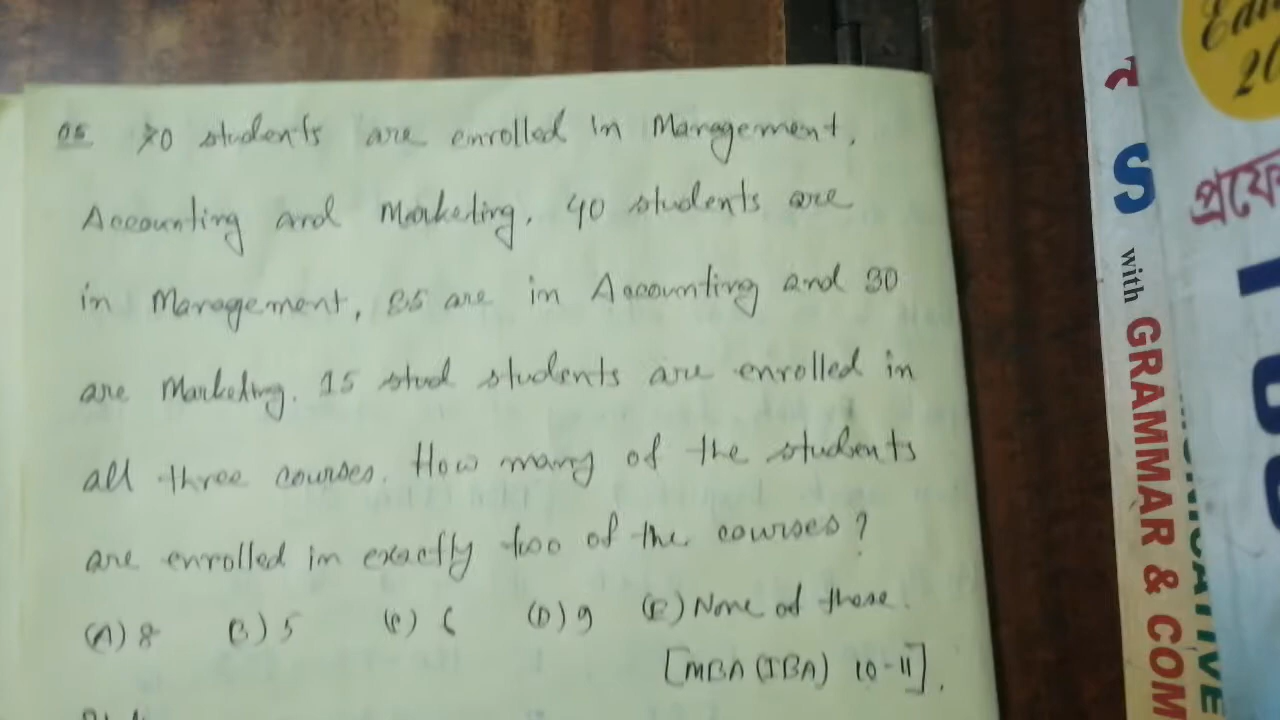 05 70 students are enrolled in Management,
Accounting and Marketing. 40 students are
in Management, 35 are in Accounting and 30
are Marketing. 15 stud students are enrolled in
all three courses. How many of the students
are enrolled in exactly two of the courses?
(A) 8 B) 5 (C) 6 (D) 9 (E) None of these.
[MBA (IBA) 10-11].
S with GRAMMAR & COM